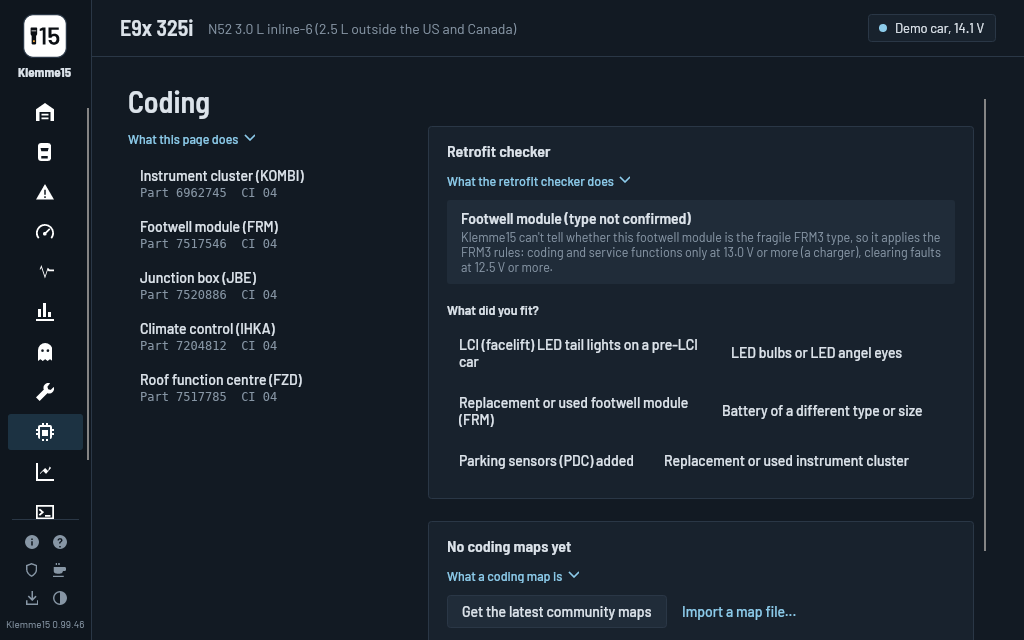 I15
Klemme15
E9x 325i
N52 3.0 L inline-6 (2.5 L outside the US and Canada)
Demo car, 14.1 V
Coding
What this page does
Instrument cluster (KOMBI)
Part 6962745 CI 04
Footwell module (FRM)
Part 7517546 CI 04
Junction box (JBE)
Part 7520886 CI 04
Climate control (IHKA)
Part 7204812 CI 04
Roof function centre (FZD)
Part 7517785 CI 04
Retrofit checker
What the retrofit checker does
Footwell module (type not confirmed)
Klemme15 can't tell whether this footwell module is the fragile FRM3 type, so it applies the
FRM3 rules: coding and service functions only at 13.0 V or more (a charger), clearing faults
at 12.5 V or more.
What did you fit?
LCI (facelift) LED tail lights on a pre-LCI
car
LED bulbs or LED angel eyes
Replacement or used footwell module
(FRM)
Battery of a different type or size
Parking sensors (PDC) added
Replacement or used instrument cluster
No coding maps yet
What a coding map is
Get the latest community maps
Import a map file...
Klemme15 0.99.46